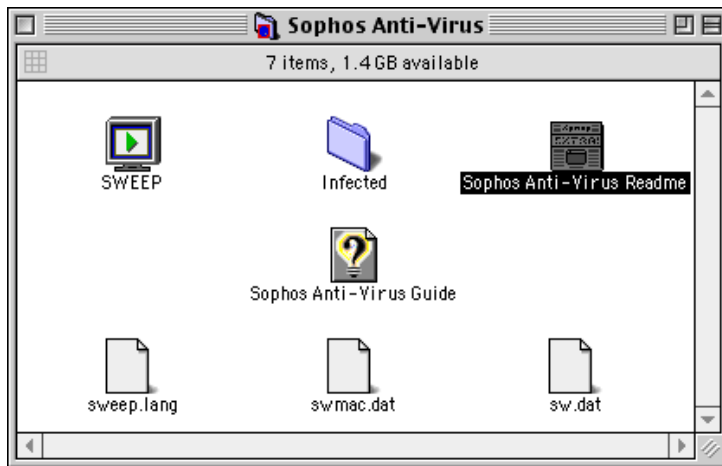 Sophos Anti-Virus
7 items, 1.4 GB available
SWEEP
Infected
Sophos Anti-Virus Readme
Sophos Anti-Virus Guide
sweep.lang
swmac.dat
sw.dat